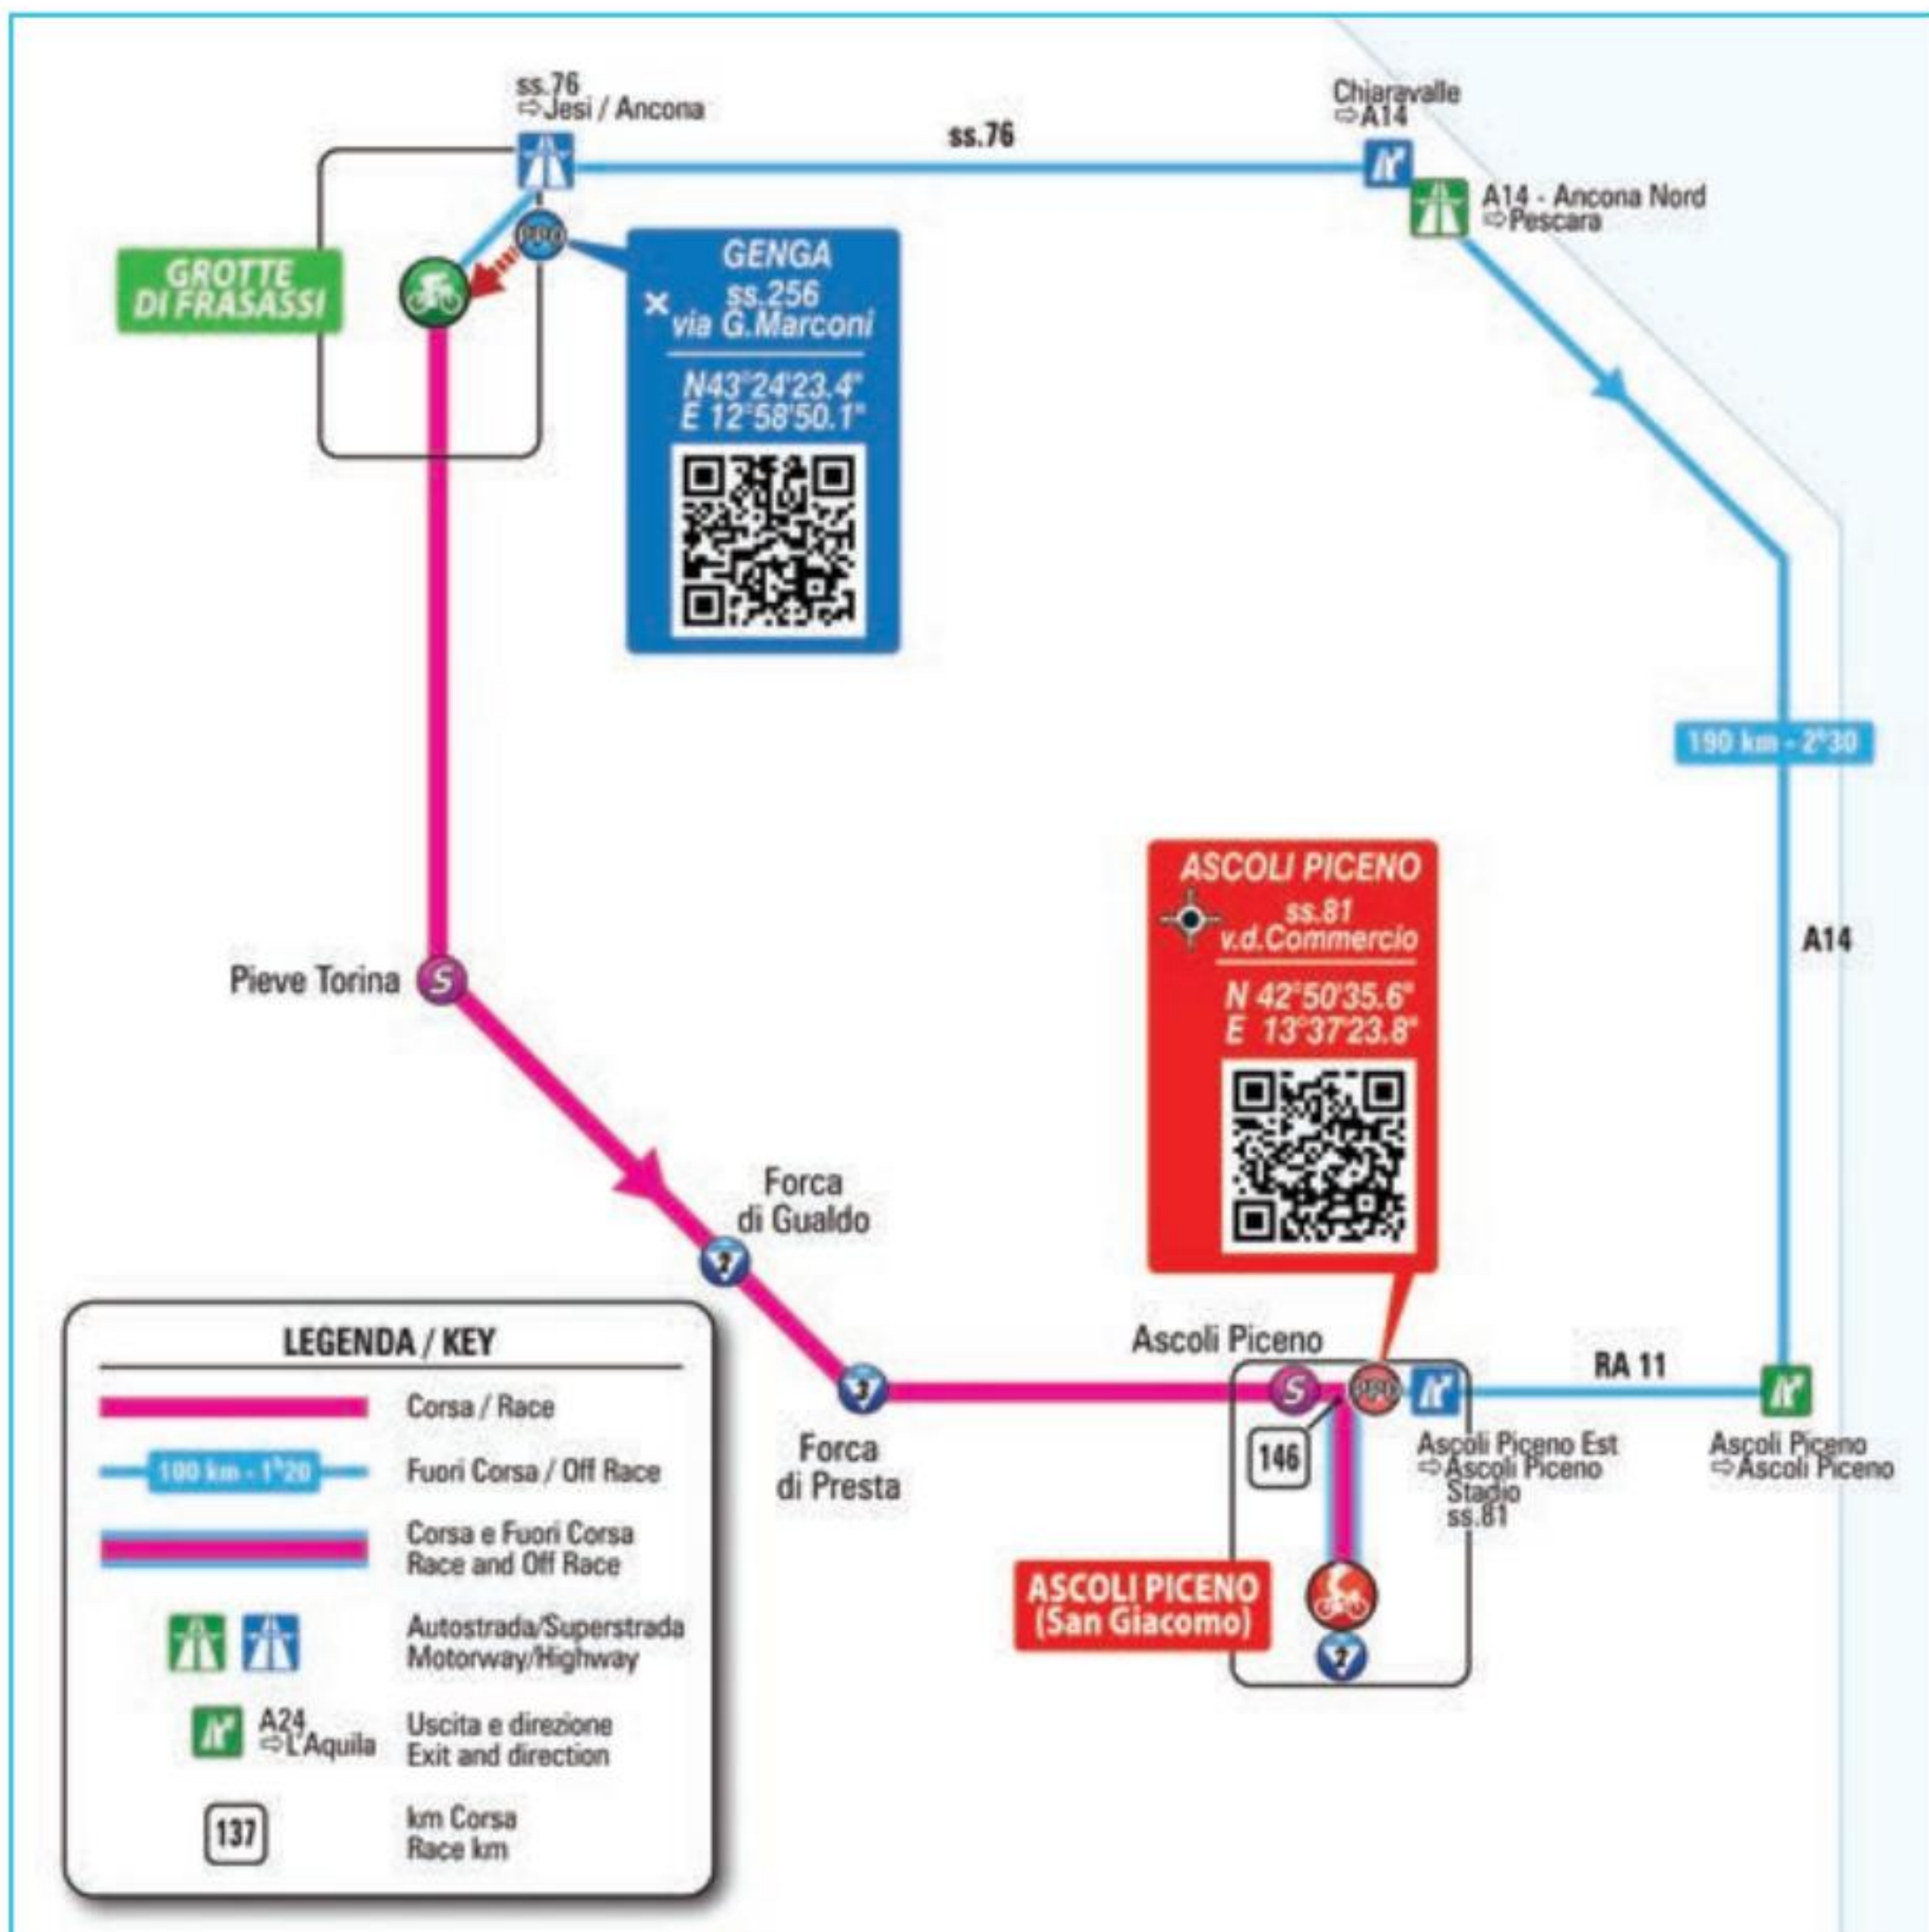 ss.76
⇨Jesi / Ancona
ss.76
Chiaravalle
⇨A14
A14 - Ancona Nord
⇨Pescara
PPO
GROTTE
DI FRASASSI
GENGA
ss.256
via G.Marconi
N43°24'23.4"
E 12°58'50.1"
190 km - 2h30
A14
ASCOLI PICENO
ss.81
v.d.Commercio
N 42°50'35.6"
E 13°37'23.8"
Pieve Torina
S
Forca
di Gualdo
2
3
Forca
di Presta
Ascoli Piceno
S
PPO
RA 11
146
Ascoli Piceno Est
⇨Ascoli Piceno
Stadio
ss.81
Ascoli Piceno
⇨Ascoli Piceno
ASCOLI PICENO
(San Giacomo)
2
LEGENDA / KEY
Corsa / Race
100 km - 1h20
Fuori Corsa / Off Race
Corsa e Fuori Corsa
Race and Off Race
Autostrada/Superstrada
Motorway/Highway
A24
⇨L'Aquila
Uscita e direzione
Exit and direction
137
km Corsa
Race km